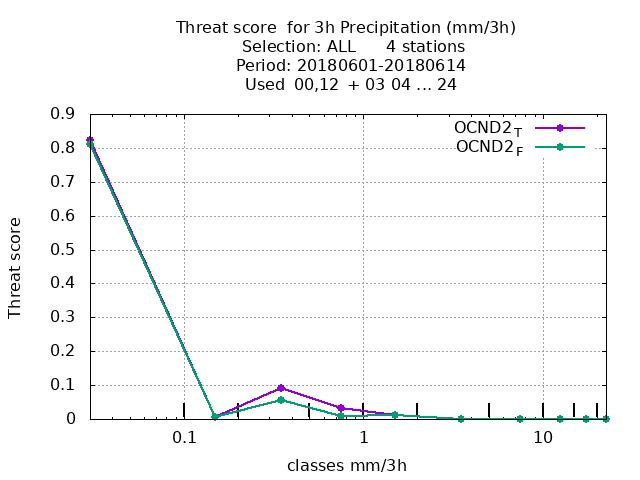 Threat score  for 3h Precipitation (mm/3h)
Selection: ALL      4 stations
Period: 20180601-20180614
Used  00,12  + 03 04 ... 24
OCND2T
OCND2F
0.9
0.8
0.7
0.6
0.5
0.4
0.3
0.2
0.1
0
Threat score
0.1 1 10
classes mm/3h